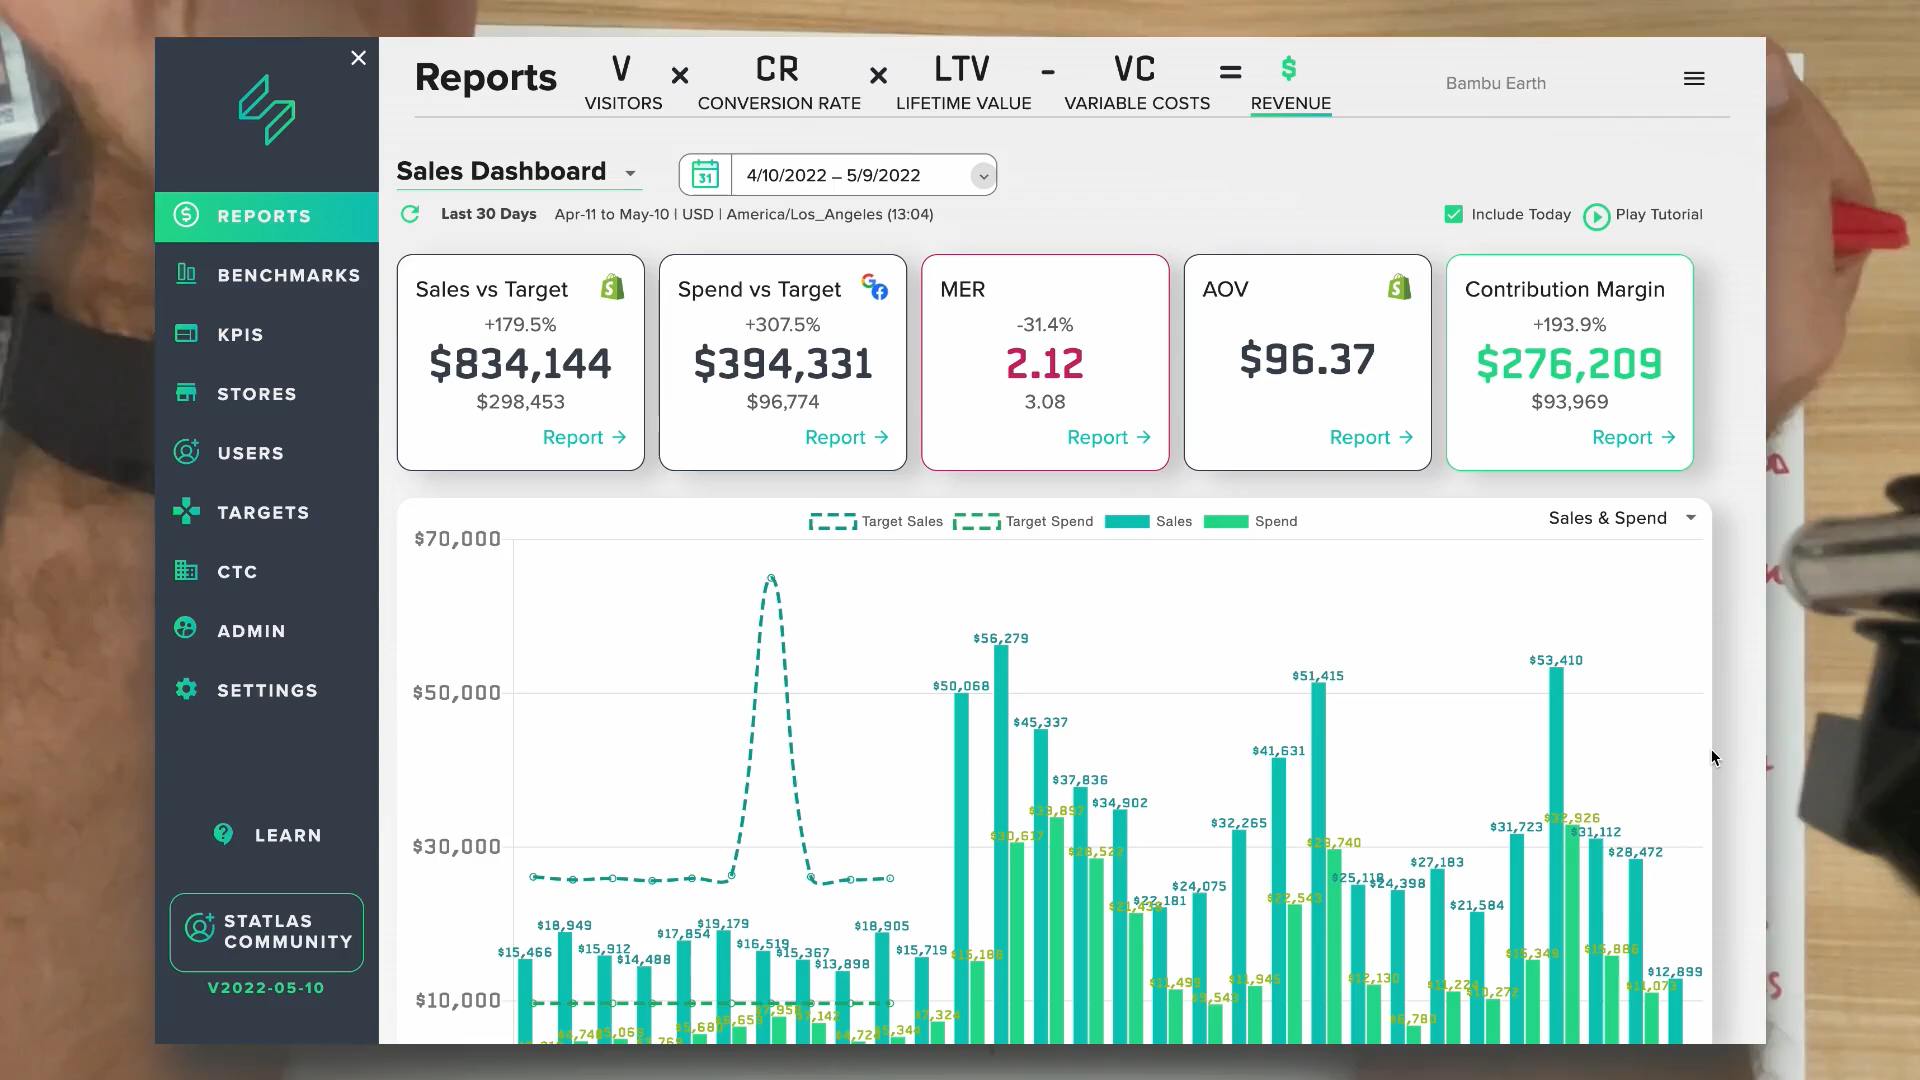 Reports
V × CR × LTV - VC = $
VISITORS CONVERSION RATE LIFETIME VALUE VARIABLE COSTS REVENUE
Bambu Earth
Sales Dashboard
31 4/10/2022 – 5/9/2022
Last 30 Days Apr-11 to May-10 | USD | America/Los_Angeles (13:04)
Include Today Play Tutorial
REPORTS
BENCHMARKS
KPIS
STORES
USERS
TARGETS
CTC
ADMIN
SETTINGS
LEARN
STATLAS
COMMUNITY
V2022-05-10
Sales vs Target
+179.5%
$834,144
$298,453
Report →
Spend vs Target
+307.5%
$394,331
$96,774
Report →
MER
-31.4%
2.12
3.08
Report →
AOV
$96.37
Report →
Contribution Margin
+193.9%
$276,209
$93,969
Report →
Target Sales Target Spend Sales Spend
Sales & Spend
$70,000
$50,000
$30,000
$10,000
$15,466
$18,949
$15,912
$14,488
$17,854
$19,179
$16,519
$15,367
$13,898
$18,905
$15,719
$50,068
$56,279
$45,337
$37,836
$34,902
$22,181
$24,075
$32,265
$41,631
$51,415
$25,118
$24,398
$27,183
$21,584
$31,723
$53,410
$31,112
$28,472
$12,899